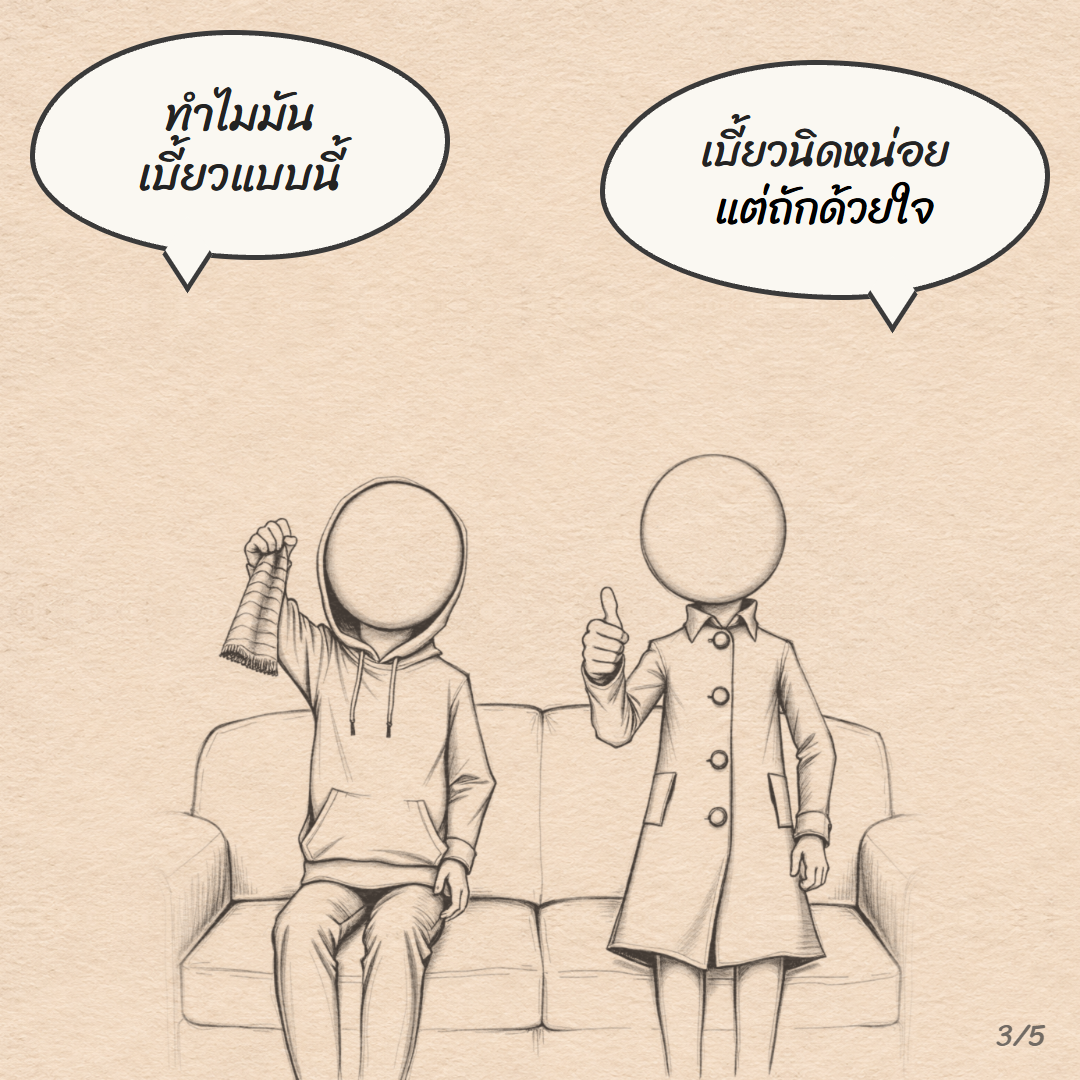 ทำไมมัน
เบี้ยวแบบนี้
เบี้ยวนิดหน่อย
แต่ถักด้วยใจ
3/5